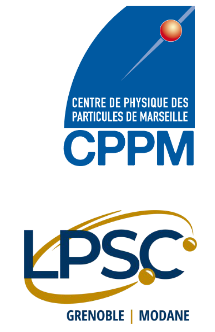 CENTRE DE PHYSIQUE DES
PARTICULES DE MARSEILLE
CPPM
LPSC
GRENOBLE | MODANE